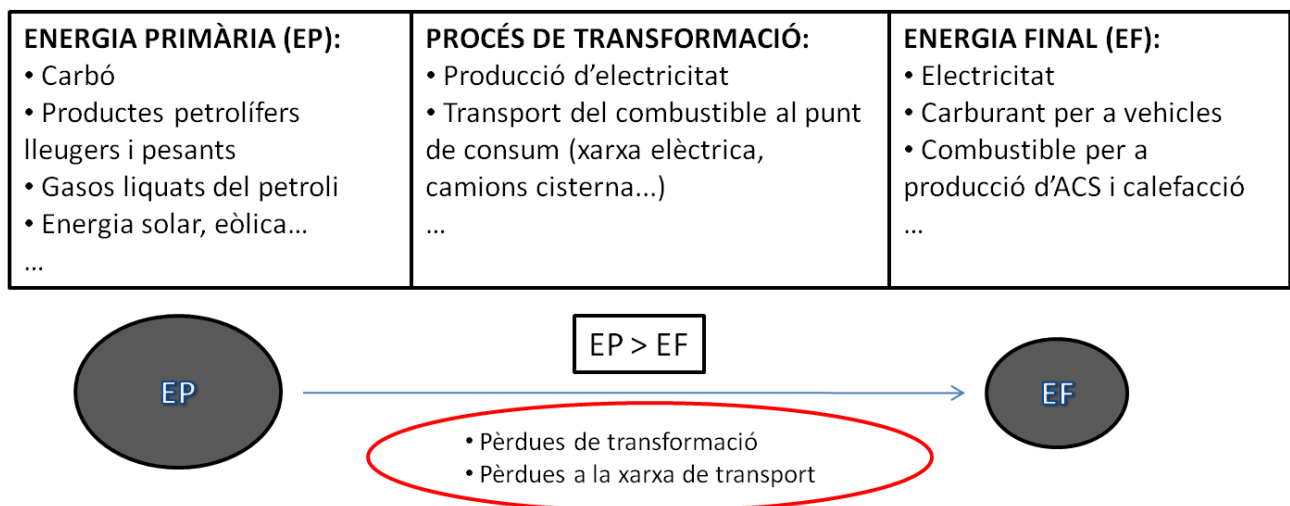 ENERGIA PRIMÀRIA (EP):
• Carbó
• Productes petrolífers
lleugers i pesants
• Gasos liquats del petroli
• Energia solar, eòlica…
…
PROCÉS DE TRANSFORMACIÓ:
• Producció d’electricitat
• Transport del combustible al punt
de consum (xarxa elèctrica,
camions cisterna...)
…
ENERGIA FINAL (EF):
• Electricitat
• Carburant per a vehicles
• Combustible per a
producció d’ACS i calefacció
…
EP > EF
EP
EF
• Pèrdues de transformació
• Pèrdues a la xarxa de transport